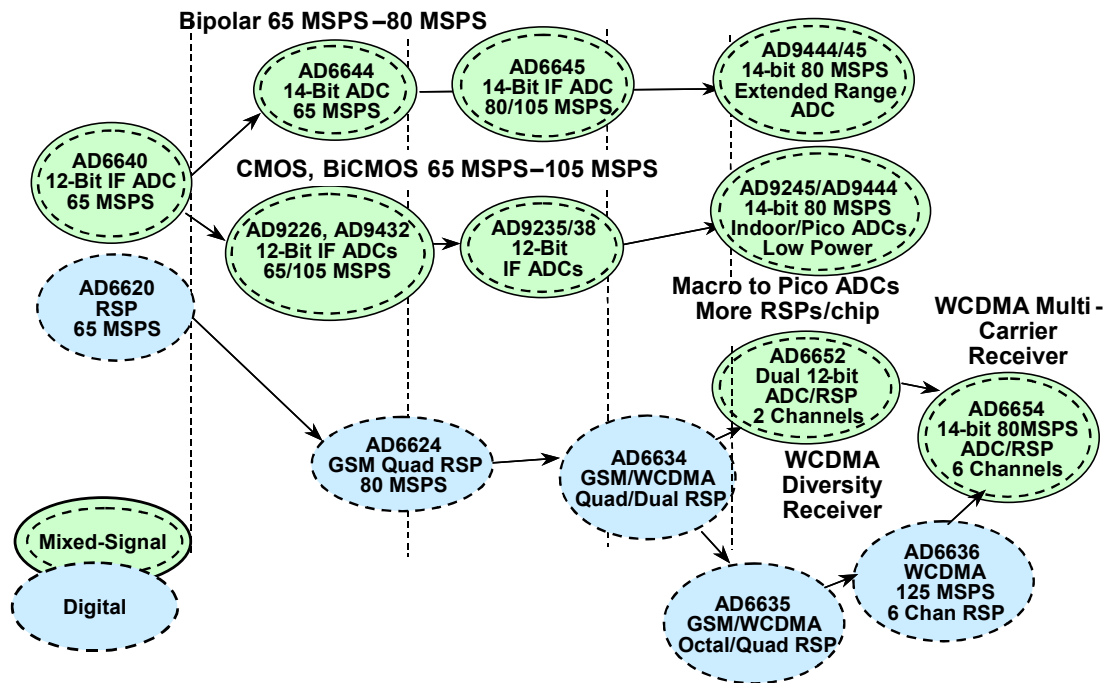 Bipolar 65 MSPS–80 MSPS
AD6644
14-Bit ADC
65 MSPS
AD6645
14-Bit IF ADC
80/105 MSPS
AD9444/45
14-bit 80 MSPS
Extended Range
ADC
AD6640
12-Bit IF ADC
65 MSPS
CMOS, BiCMOS 65 MSPS–105 MSPS
AD9226, AD9432
12-Bit IF ADCs
65/105 MSPS
AD9235/38
12-Bit
IF ADCs
AD9245/AD9444
14-bit 80 MSPS
Indoor/Pico ADCs
Low Power
AD6620
RSP
65 MSPS
Macro to Pico ADCs
More RSPs/chip
WCDMA Multi-
Carrier
Receiver
AD6652
Dual 12-bit
ADC/RSP
2 Channels
AD6654
14-bit 80MSPS
ADC/RSP
6 Channels
AD6624
GSM Quad RSP
80 MSPS
AD6634
GSM/WCDMA
Quad/Dual RSP
WCDMA
Diversity
Receiver
Mixed-Signal
Digital
AD6635
GSM/WCDMA
Octal/Quad RSP
AD6636
WCDMA
125 MSPS
6 Chan RSP